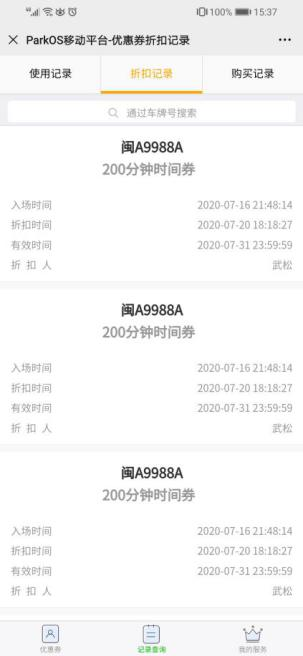 100% 15:37
ParkOS移动平台-优惠券折扣记录
使用记录 折扣记录 购买记录
通过车牌号搜索
闽A9988A
200分钟时间券
入场时间 2020-07-16 21:48:14
折扣时间 2020-07-20 18:18:27
有效时间 2020-07-31 23:59:59
折 扣 人 武松
闽A9988A
200分钟时间券
入场时间 2020-07-16 21:48:14
折扣时间 2020-07-20 18:18:27
有效时间 2020-07-31 23:59:59
折 扣 人 武松
闽A9988A
200分钟时间券
入场时间 2020-07-16 21:48:14
折扣时间 2020-07-20 18:18:27
有效时间 2020-07-31 23:59:59
折 扣 人 武松
优惠券 记录查询 我的服务